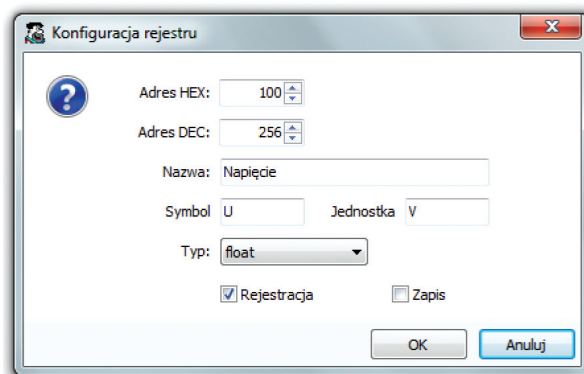 Konfiguracja rejestru
Adres HEX: 100
Adres DEC: 256
Nazwa: Napięcie
Symbol U Jednostka V
Typ: float
Rejestracja Zapis
OK Anuluj